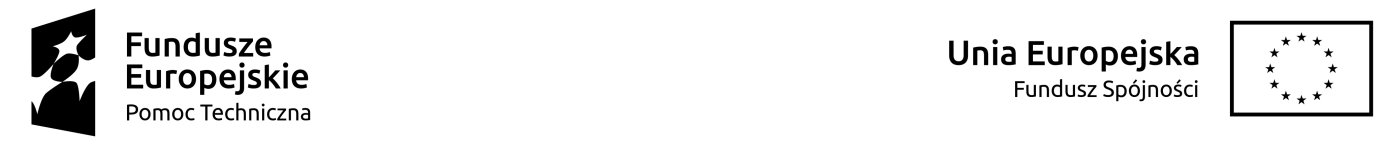 Fundusze
Europejskie
Pomoc Techniczna
Unia Europejska
Fundusz Spójności